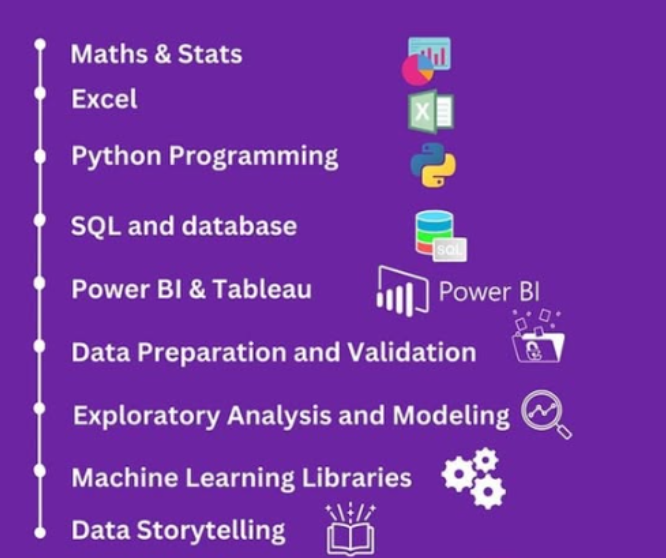 Maths & Stats
Excel
X
Python Programming
SQL and database
SQL
Power BI & Tableau
Power BI
Data Preparation and Validation
Exploratory Analysis and Modeling
Machine Learning Libraries
Data Storytelling